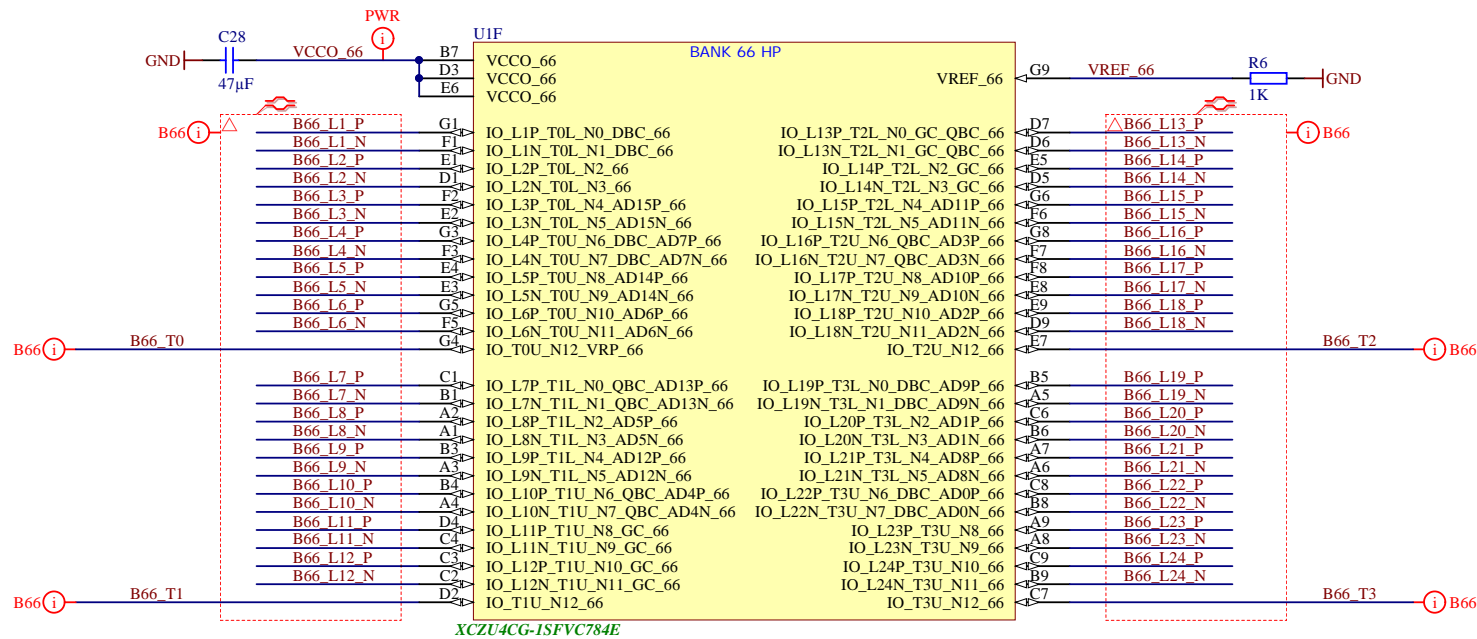 PWR
i
C28
GND
VCCO_66
47µF
U1F
BANK 66 HP
B7 VCCO_66
D3 VCCO_66
E6 VCCO_66
VREF_66 G9 VREF_66
R6
1K
GND
B66 i
B66_L1_P G1 IO_L1P_T0L_N0_DBC_66
B66_L1_N F1 IO_L1N_T0L_N1_DBC_66
B66_L2_P E1 IO_L2P_T0L_N2_66
B66_L2_N D1 IO_L2N_T0L_N3_66
B66_L3_P F2 IO_L3P_T0L_N4_AD15P_66
B66_L3_N E2 IO_L3N_T0L_N5_AD15N_66
B66_L4_P G3 IO_L4P_T0U_N6_DBC_AD7P_66
B66_L4_N F3 IO_L4N_T0U_N7_DBC_AD7N_66
B66_L5_P E4 IO_L5P_T0U_N8_AD14P_66
B66_L5_N E3 IO_L5N_T0U_N9_AD14N_66
B66_L6_P G5 IO_L6P_T0U_N10_AD6P_66
B66_L6_N F5 IO_L6N_T0U_N11_AD6N_66
B66 i B66_T0 G4 IO_T0U_N12_VRP_66
B66_L7_P C1 IO_L7P_T1L_N0_QBC_AD13P_66
B66_L7_N B1 IO_L7N_T1L_N1_QBC_AD13N_66
B66_L8_P A2 IO_L8P_T1L_N2_AD5P_66
B66_L8_N A1 IO_L8N_T1L_N3_AD5N_66
B66_L9_P B3 IO_L9P_T1L_N4_AD12P_66
B66_L9_N A3 IO_L9N_T1L_N5_AD12N_66
B66_L10_P B4 IO_L10P_T1U_N6_QBC_AD4P_66
B66_L10_N A4 IO_L10N_T1U_N7_QBC_AD4N_66
B66_L11_P D4 IO_L11P_T1U_N8_GC_66
B66_L11_N C4 IO_L11N_T1U_N9_GC_66
B66_L12_P C3 IO_L12P_T1U_N10_GC_66
B66_L12_N C2 IO_L12N_T1U_N11_GC_66
B66 i B66_T1 D2 IO_T1U_N12_66
IO_L13P_T2L_N0_GC_QBC_66 D7 B66_L13_P
i B66
IO_L13N_T2L_N1_GC_QBC_66 D6 B66_L13_N
IO_L14P_T2L_N2_GC_66 E5 B66_L14_P
IO_L14N_T2L_N3_GC_66 D5 B66_L14_N
IO_L15P_T2L_N4_AD11P_66 G6 B66_L15_P
IO_L15N_T2L_N5_AD11N_66 F6 B66_L15_N
IO_L16P_T2U_N6_QBC_AD3P_66 G8 B66_L16_P
IO_L16N_T2U_N7_QBC_AD3N_66 F7 B66_L16_N
IO_L17P_T2U_N8_AD10P_66 F8 B66_L17_P
IO_L17N_T2U_N9_AD10N_66 E8 B66_L17_N
IO_L18P_T2U_N10_AD2P_66 E9 B66_L18_P
IO_L18N_T2U_N11_AD2N_66 D9 B66_L18_N
IO_T2U_N12_66 E7 B66_T2 i B66
IO_L19P_T3L_N0_DBC_AD9P_66 B5 B66_L19_P
IO_L19N_T3L_N1_DBC_AD9N_66 A5 B66_L19_N
IO_L20P_T3L_N2_AD1P_66 C6 B66_L20_P
IO_L20N_T3L_N3_AD1N_66 B6 B66_L20_N
IO_L21P_T3L_N4_AD8P_66 A7 B66_L21_P
IO_L21N_T3L_N5_AD8N_66 A6 B66_L21_N
IO_L22P_T3U_N6_DBC_AD0P_66 C8 B66_L22_P
IO_L22N_T3U_N7_DBC_AD0N_66 B8 B66_L22_N
IO_L23P_T3U_N8_66 A9 B66_L23_P
IO_L23N_T3U_N9_66 A8 B66_L23_N
IO_L24P_T3U_N10_66 C9 B66_L24_P
IO_L24N_T3U_N11_66 B9 B66_L24_N
IO_T3U_N12_66 C7 B66_T3 i B66
XCZU4CG-1SFVC784E